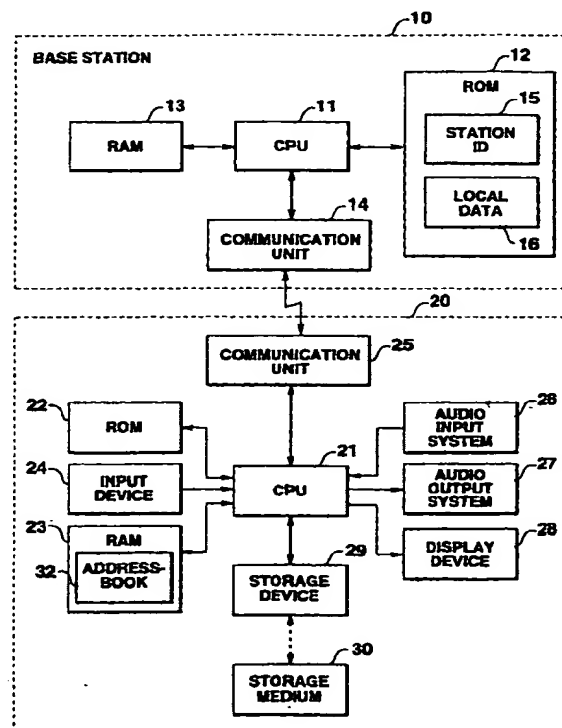 10
BASE STATION
12
ROM
13
RAM
11
CPU
15
STATION
ID
LOCAL
DATA
16
14
COMMUNICATION
UNIT
20
COMMUNICATION
UNIT
25
22
ROM
24
INPUT
DEVICE
23
RAM
32
ADDRESS-
BOOK
21
CPU
26
AUDIO
INPUT
SYSTEM
27
AUDIO
OUTPUT
SYSTEM
28
DISPLAY
DEVICE
29
STORAGE
DEVICE
30
STORAGE
MEDIUM